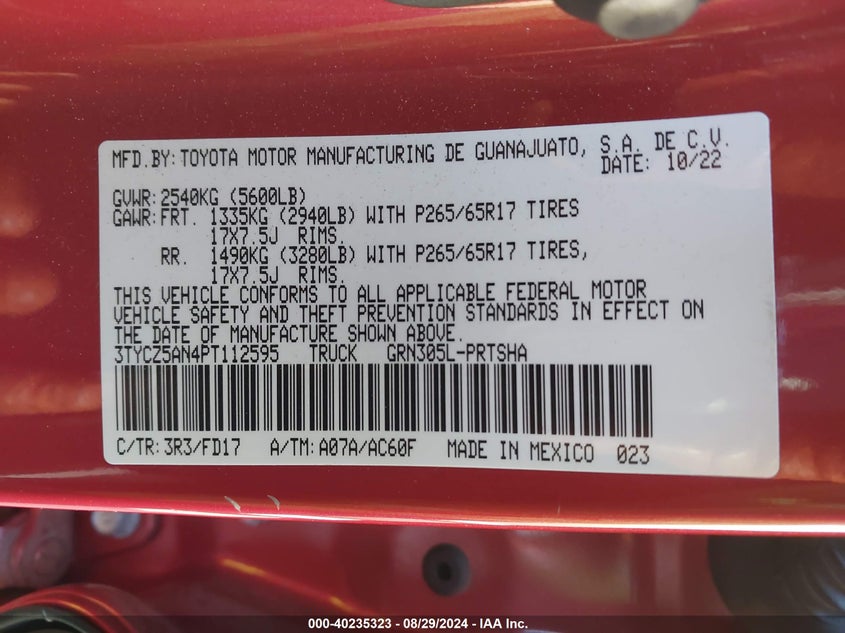 MFD.BY:TOYOTA MOTOR MANUFACTURING DE GUANAJUATO, S.A. DE C.V.
DATE: 10/22
GVWR:2540KG (5600LB)
GAWR:FRT. 1335KG (2940LB) WITH P265/65R17 TIRES
17X7.5J RIMS.
RR. 1490KG (3280LB) WITH P265/65R17 TIRES,
17X7.5J RIMS.
THIS VEHICLE CONFORMS TO ALL APPLICABLE FEDERAL MOTOR
VEHICLE SAFETY AND THEFT PREVENTION STANDARDS IN EFFECT ON
THE DATE OF MANUFACTURE SHOWN ABOVE.
3TYCZ5AN4PT112595 TRUCK GRN305L-PRTSHA
C/TR:3R3/FD17 A/TM:A07A/AC60F MADE IN MEXICO 023
000-40235323 - 08/29/2024 - IAA Inc.